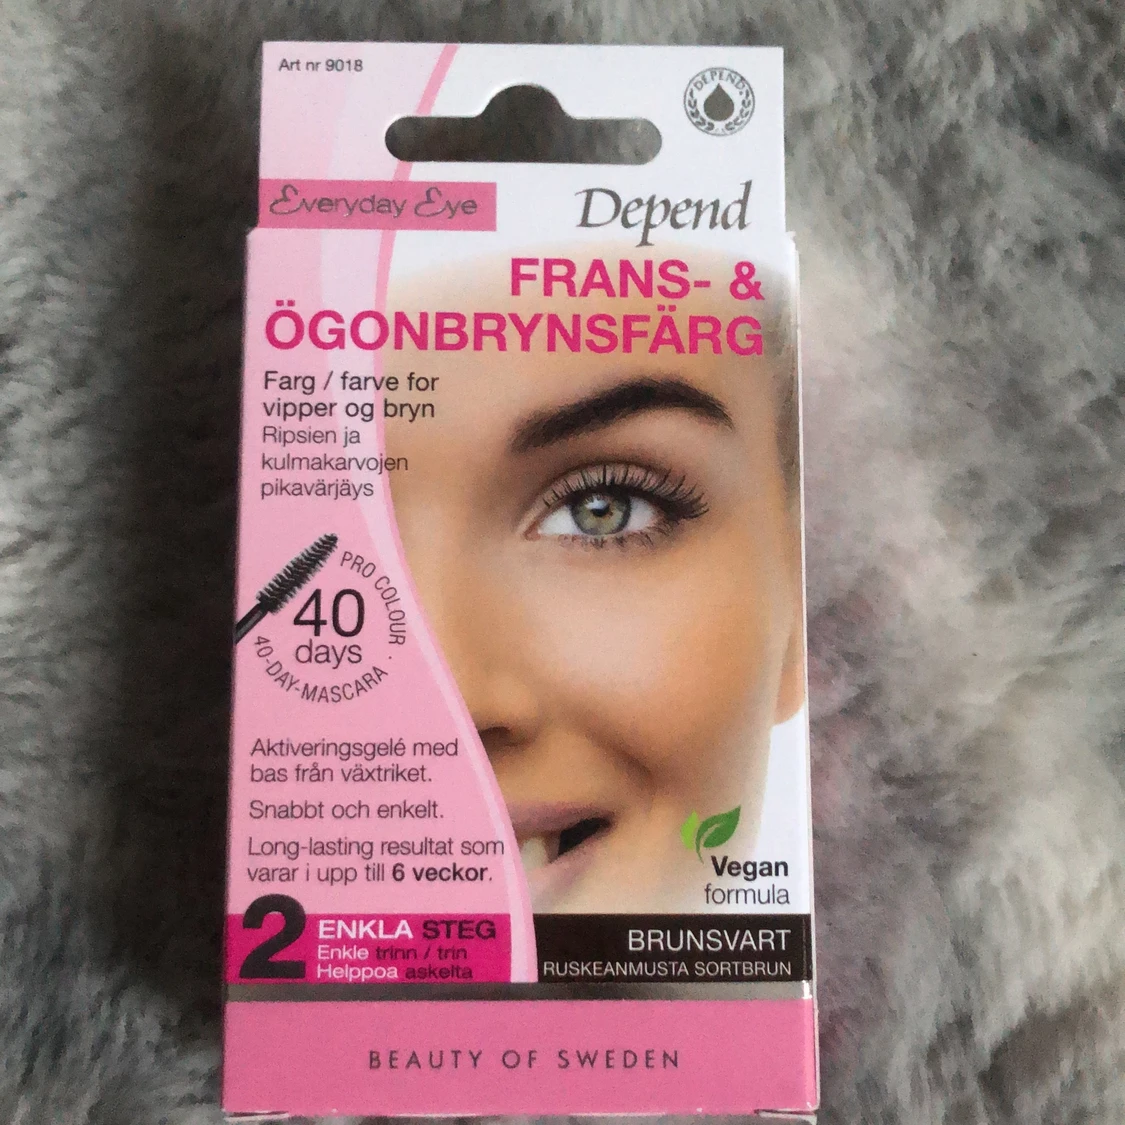 Art nr 9018
DEPEND
Everyday Eye
Depend
FRANS- &
ÖGONBRYNSFÄRG
Farg / farve for
vipper og bryn
Ripsien ja
kulmakarvojen
pikavärjäys
PRO COLOUR
40
days
40-DAY-MASCARA .
Aktiveringsgelé med
bas från växtriket.
Snabbt och enkelt.
Long-lasting resultat som
varar i upp till 6 veckor.
Vegan
formula
2 ENKLA STEG
Enkle trinn / trin
Helppoa askelta
BRUNSVART
RUSKEANMUSTA SORTBRUN
BEAUTY OF SWEDEN